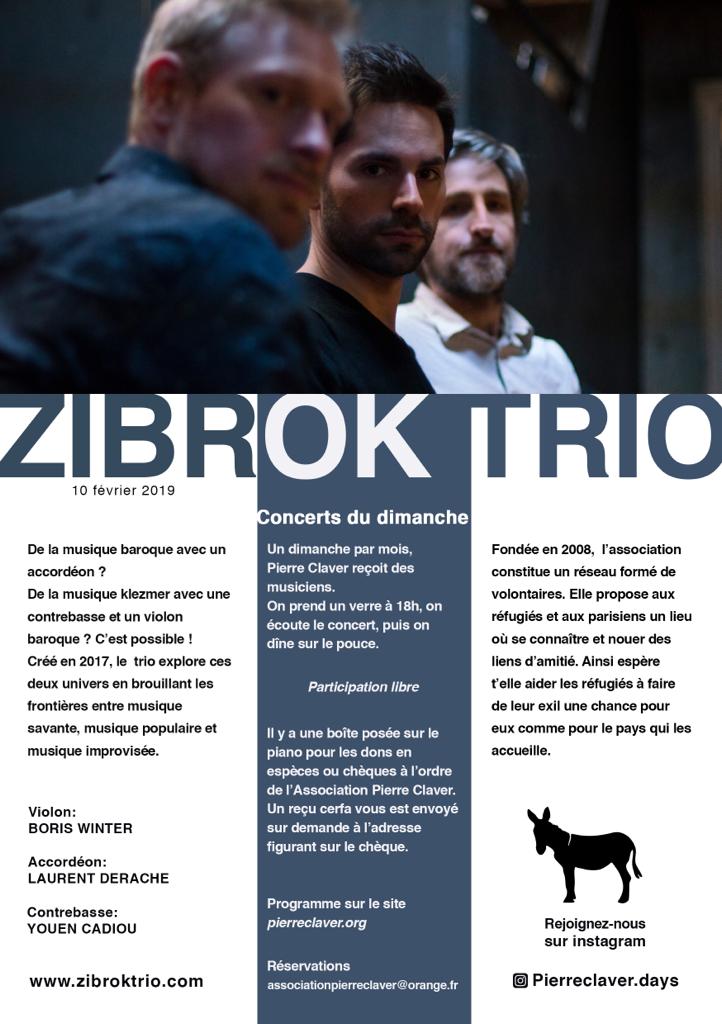 ZIBROK TRIO
10 février 2019
De la musique baroque avec un
accordéon ?
De la musique klezmer avec une
contrebasse et un violon
baroque ? C'est possible !
Créé en 2017, le  trio explore ces
deux univers en brouillant les
frontières entre musique
savante, musique populaire et
musique improvisée.
Violon:
BORIS WINTER
Accordéon:
LAURENT DERACHE
Contrebasse:
YOUEN CADIOU
www.zibroktrio.com
Concerts du dimanche
Un dimanche par mois,
Pierre Claver reçoit des
musiciens.
On prend un verre à 18h, on
écoute le concert, puis on
dîne sur le pouce.
Participation libre
Il y a une boîte posée sur le
piano pour les dons en
espèces ou chèques à l'ordre
de l'Association Pierre Claver.
Un reçu cerfa vous est envoyé
sur demande à l'adresse
figurant sur le chèque.
Programme sur le site
pierreclaver.org
Réservations
associationpierreclaver@orange.fr
Fondée en 2008,  l'association
constitue un réseau formé de
volontaires. Elle propose aux
réfugiés et aux parisiens un lieu
où se connaître et nouer des
liens d'amitié. Ainsi espère
t'elle aider les réfugiés à faire
de leur exil une chance pour
eux comme pour le pays qui les
accueille.
Rejoignez-nous
sur instagram
Pierreclaver.days